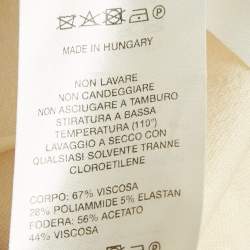 MADE IN HUNGARY
NON LAVARE
NON CANDEGGIARE
NON ASCIUGARE A TAMBURO
STIRATURA A BASSA
TEMPERATURA (110°)
LAVAGGIO A SECCO CON
QUALSIASI SOLVENTE TRANNE
CLOROETILENE
CORPO: 67% VISCOSA
28% POLIAMMIDE 5% ELASTAN
FODERA: 56% ACETATO
44% VISCOSA